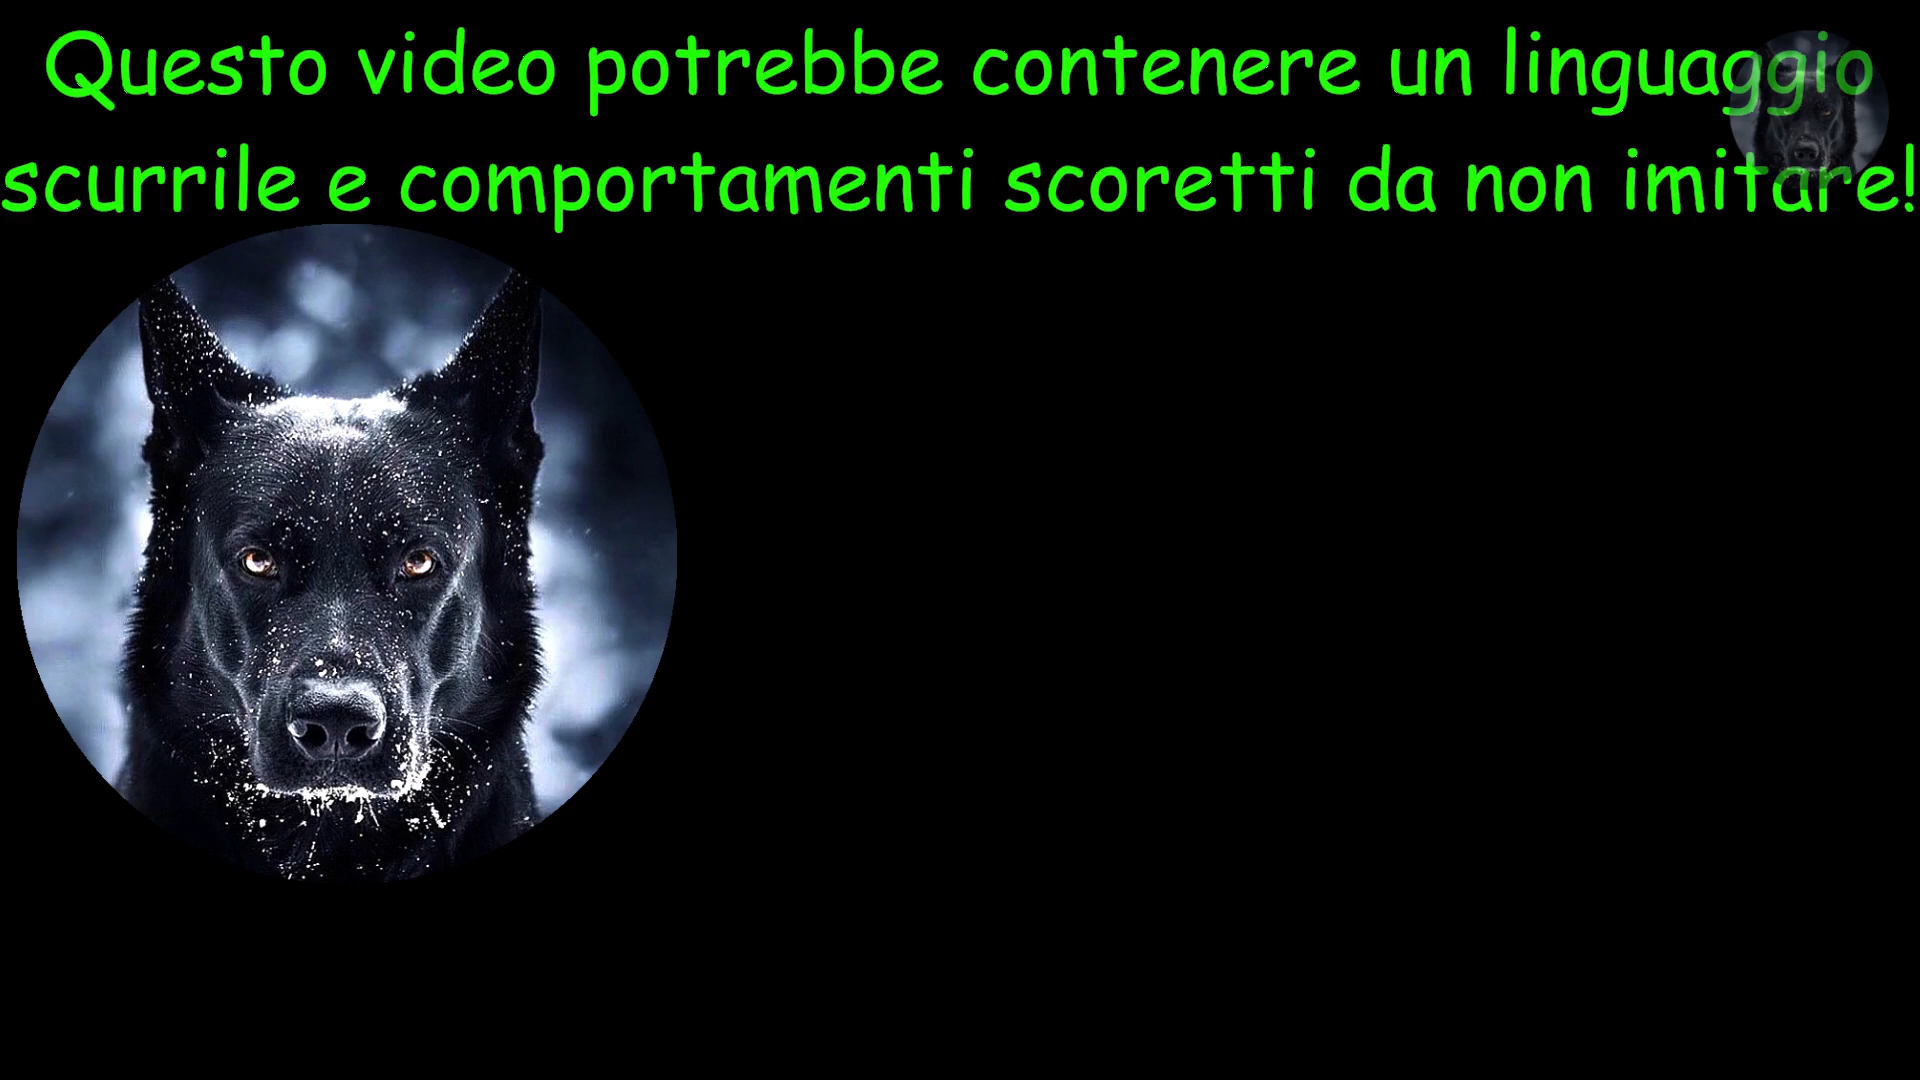 Questo video potrebbe contenere un linguaggio
scurrile e comportamenti scoretti da non imitare!